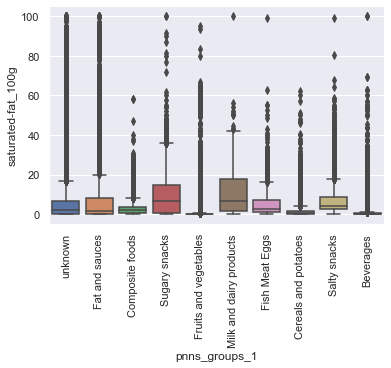 100
80
60
40
20
0
saturated-fat_100g
unknown
Fat and sauces
Composite foods
Sugary snacks
Fruits and vegetables
Milk and dairy products
Fish Meat Eggs
Cereals and potatoes
Salty snacks
Beverages
pnns_groups_1